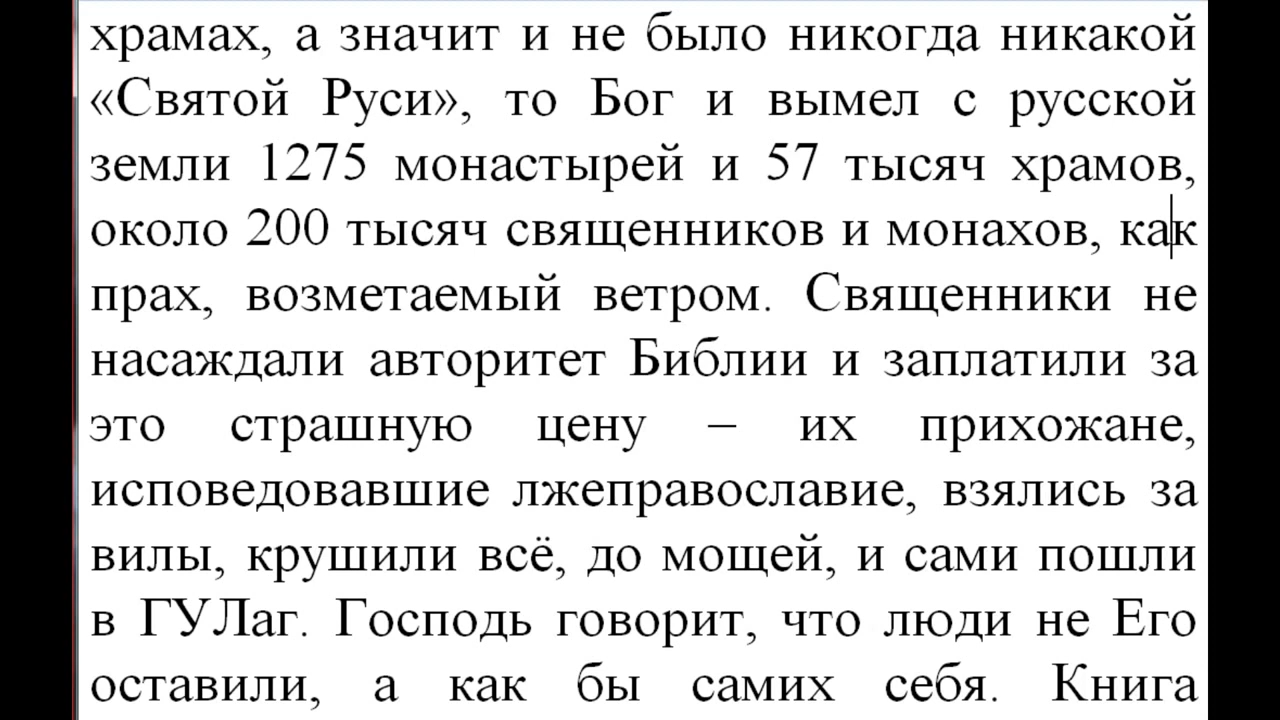 храмах, а значит и не было никогда никакой
«Святой Руси», то Бог и вымел с русской
земли 1275 монастырей и 57 тысяч храмов,
около 200 тысяч священников и монахов, как
прах, возметаемый ветром. Священники не
насаждали авторитет Библии и заплатили за
это страшную цену – их прихожане,
исповедовавшие лжеправославие, взялись за
вилы, крушили всё, до мощей, и сами пошли
в ГУЛаг. Господь говорит, что люди не Его
оставили, а как бы самих себя. Книга